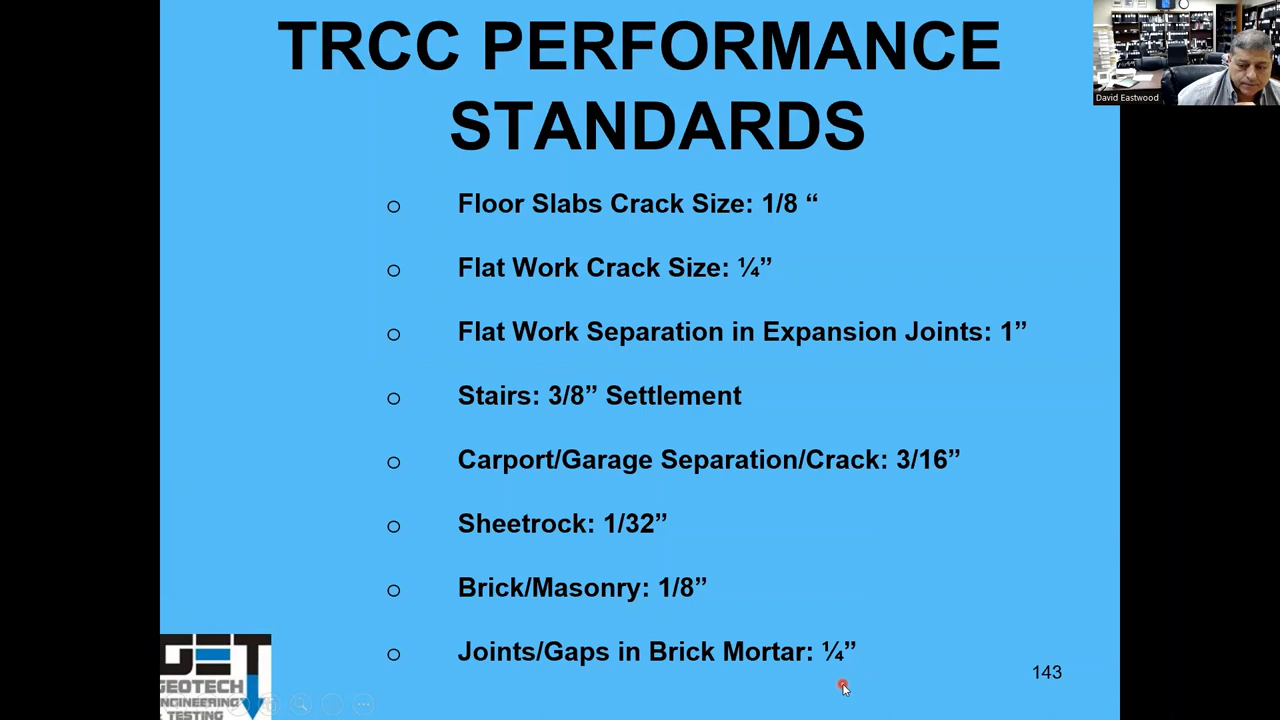 TRCC PERFORMANCE
STANDARDS
David Eastwood
o Floor Slabs Crack Size: 1/8 “
o Flat Work Crack Size: ¼”
o Flat Work Separation in Expansion Joints: 1”
o Stairs: 3/8” Settlement
o Carport/Garage Separation/Crack: 3/16”
o Sheetrock: 1/32”
o Brick/Masonry: 1/8”
o Joints/Gaps in Brick Mortar: ¼”
143
GET
GEOTECH
ENGINEERING
& TESTING